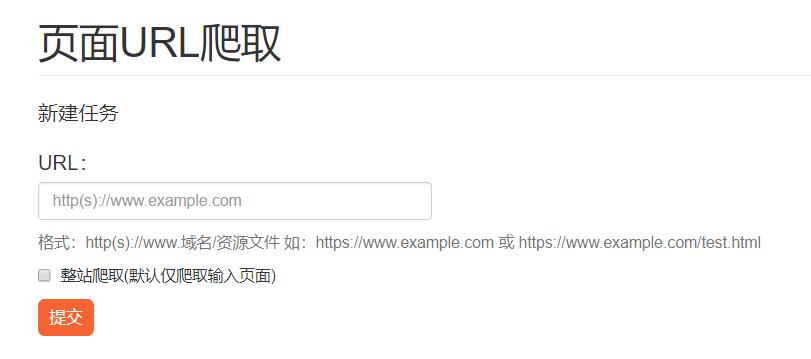 页面URL爬取
新建任务
URL：
http(s)://www.example.com
格式：http(s)://www.域名/资源文件 如：https://www.example.com 或 https://www.example.com/test.html
整站爬取(默认仅爬取输入页面)
提交